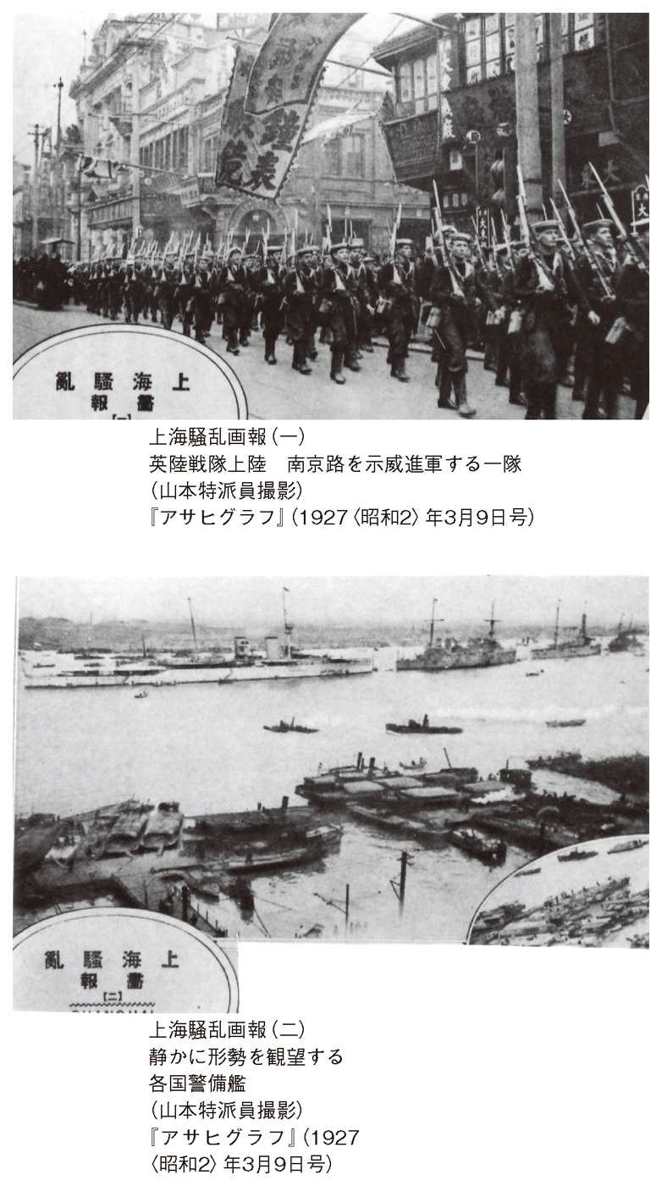 亂騒海上
報畫
【一】
上海騒乱画報（一）
英陸戦隊上陸　南京路を示威進軍する一隊
（山本特派員撮影）
『アサヒグラフ』（1927〈昭和2〉年3月9日号）
亂騒海上
報畫
【二】
SHANGHAI
上海騒乱画報（二）
静かに形勢を観望する
各国警備艦
（山本特派員撮影）
『アサヒグラフ』（1927
〈昭和2〉年3月9日号）